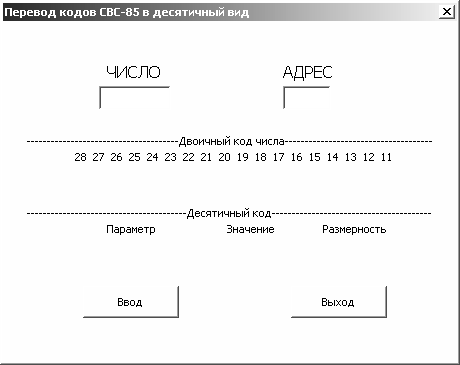 Перевод кодов СВС-85 в десятичный вид
ЧИСЛО АДРЕС
-----Двоичный код числа-----
28 27 26 25 24 23 22 21 20 19 18 17 16 15 14 13 12 11
-----Десятичный код-----
Параметр Значение Размерность
Ввод Выход